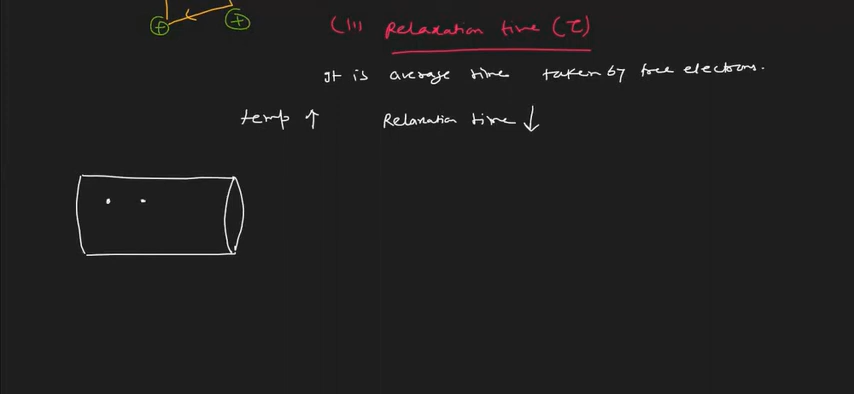 + +
(III) Relaxation time (τ)
It is average time taken by free electrons.
temp ↑ Relaxation time ↓